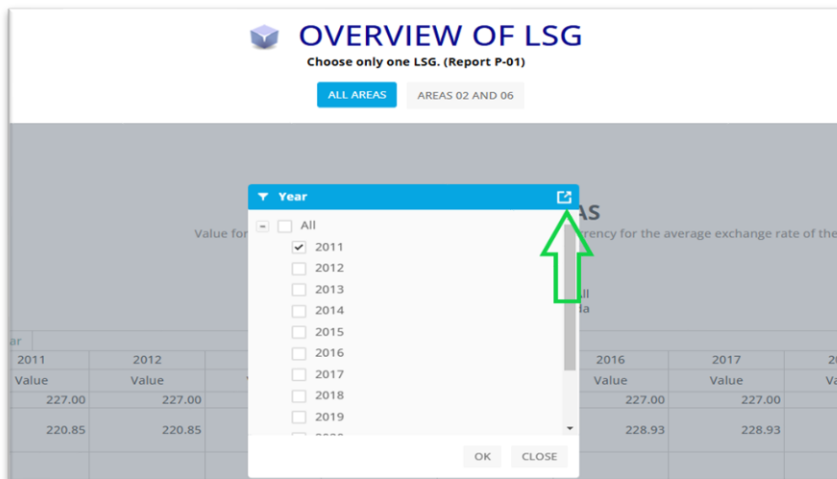 OVERVIEW OF LSG
Choose only one LSG. (Report P-01)
ALL AREAS AREAS 02 AND 06
AS
Value for rency for the average exchange rate of the
Year
All
2011
2012
2013
2014
2015
2016
2017
2018
2019
OK CLOSE
ar
2011 2012 2016 2017
Value Value Value Value
227.00 227.00 227.00 227.00
220.85 220.85 228.93 228.93